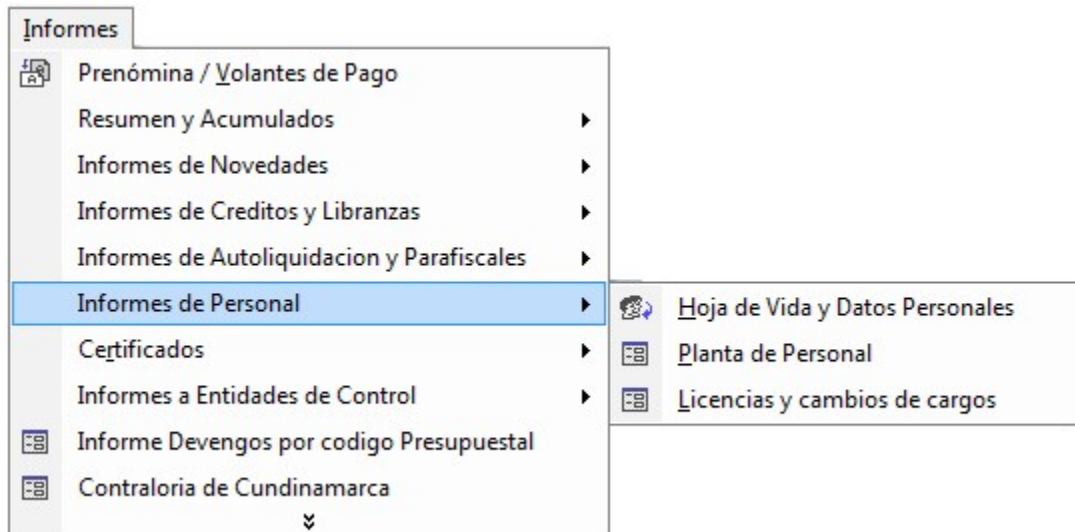 Informes
Prenómina / Volantes de Pago
Resumen y Acumulados
Informes de Novedades
Informes de Creditos y Libranzas
Informes de Autoliquidacion y Parafiscales
Informes de Personal
Hoja de Vida y Datos Personales
Certificados
Planta de Personal
Informes a Entidades de Control
Licencias y cambios de cargos
Informe Devengos por codigo Presupuestal
Contraloria de Cundinamarca